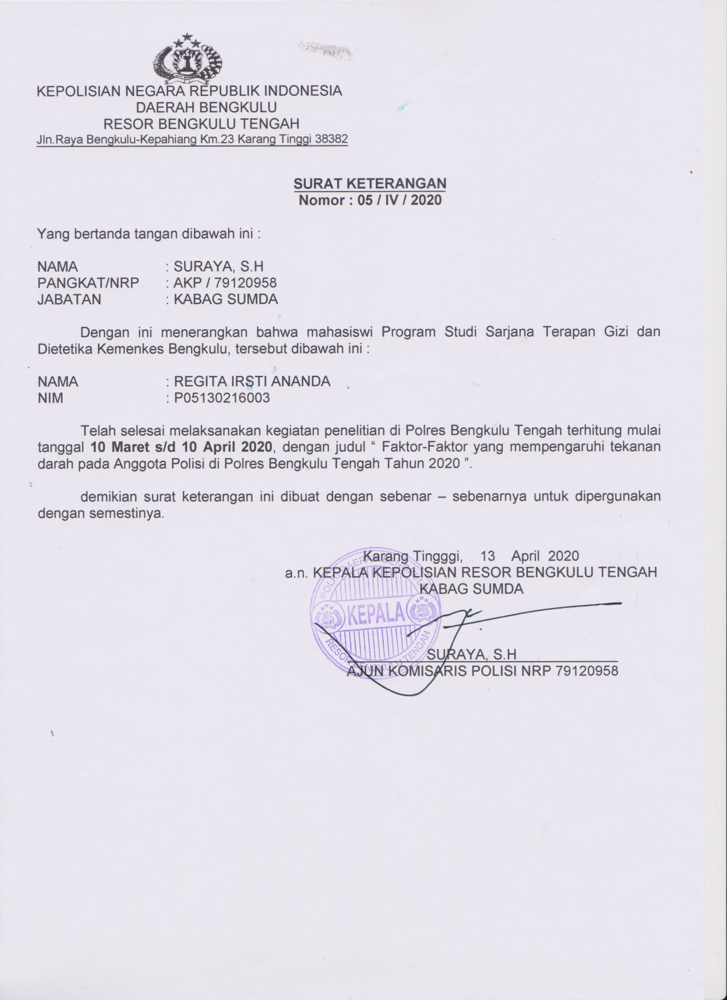 KEPOLISIAN NEGARA REPUBLIK INDONESIA
DAERAH BENGKULU
RESOR BENGKULU TENGAH
Jln.Raya Bengkulu-Kepahiang Km.23 Karang Tinggi 38382
SURAT KETERANGAN
Nomor : 05 / IV / 2020
Yang bertanda tangan dibawah ini :
NAMA : SURAYA, S.H
PANGKAT/NRP : AKP / 79120958
JABATAN : KABAG SUMDA
Dengan ini menerangkan bahwa mahasiswi Program Studi Sarjana Terapan Gizi dan
Dietetika Kemenkes Bengkulu, tersebut dibawah ini :
NAMA : REGITA IRSTI ANANDA
NIM : P05130216003
Telah selesai melaksanakan kegiatan penelitian di Polres Bengkulu Tengah terhitung mulai
tanggal 10 Maret s/d 10 April 2020, dengan judul “ Faktor-Faktor yang mempengaruhi tekanan
darah pada Anggota Polisi di Polres Bengkulu Tengah Tahun 2020 ”.
demikian surat keterangan ini dibuat dengan sebenar – sebenarnya untuk dipergunakan
dengan semestinya.
Karang Tingggi, 13 April 2020
a.n. KEPALA KEPOLISIAN RESOR BENGKULU TENGAH
KABAG SUMDA
POLRI DAERAH BENGKULU
KEPALA
RESOR BENGKULU TENGAH
SURAYA, S.H
AJUN KOMISARIS POLISI NRP 79120958